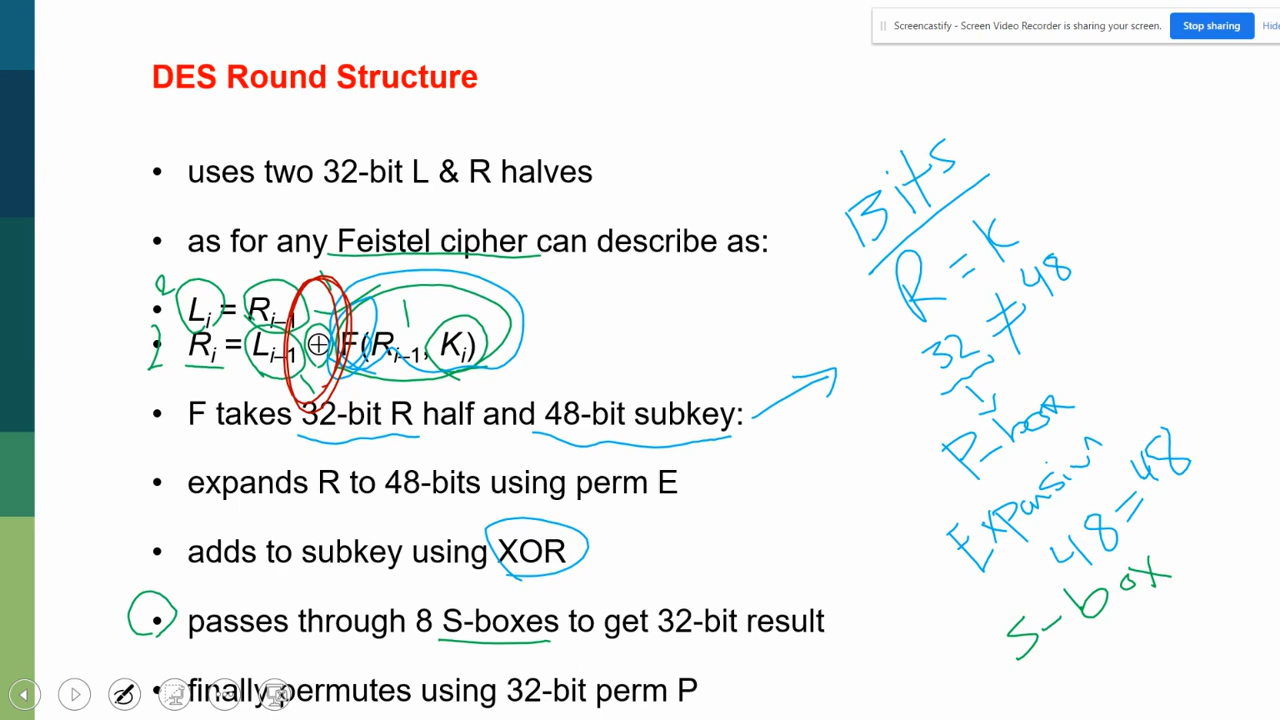 Screencastify - Screen Video Recorder is sharing your screen. Stop sharing Hide
DES Round Structure
• uses two 32-bit L & R halves
• as for any Feistel cipher can describe as:
• Li = Ri–1
• Ri = Li–1 ⊕ F(Ri–1, Ki)
• F takes 32-bit R half and 48-bit subkey:
• expands R to 48-bits using perm E
• adds to subkey using XOR
• passes through 8 S-boxes to get 32-bit result
• finally permutes using 32-bit perm P
Bits
R = K
32 ≠ 48
P-box
Expansion
48 = 48
S-box